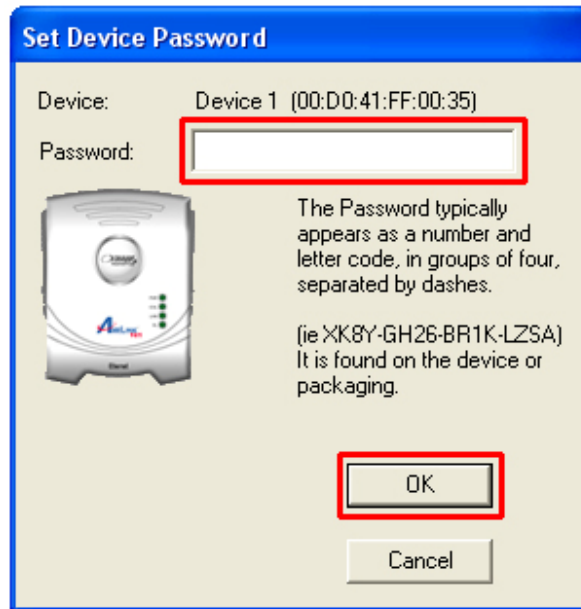 Set Device Password
Device: Device 1 (00:D0:41:FF:00:35)
Password:
The Password typically
appears as a number and
letter code, in groups of four,
separated by dashes.
(ie XK8Y-GH26-BR1K-LZSA)
It is found on the device or
packaging.
OK
Cancel